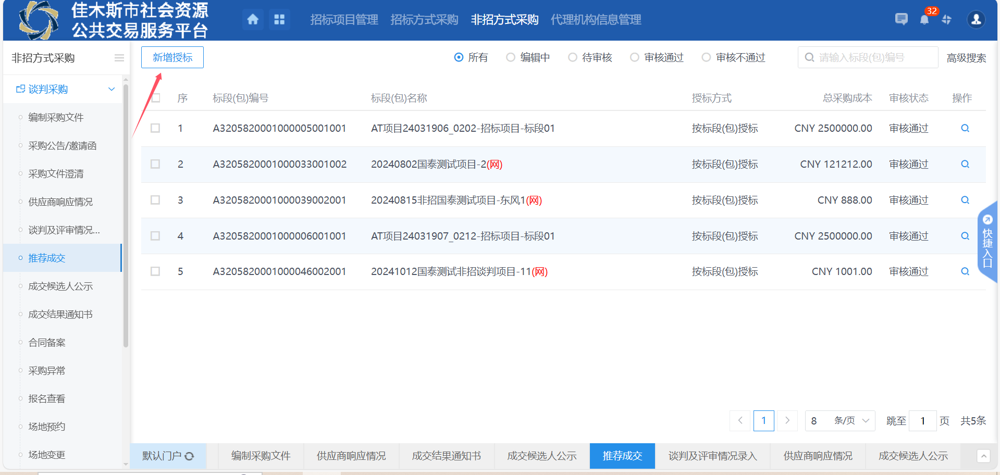 佳木斯市社会资源
公共交易服务平台
招标项目管理 招标方式采购 非招方式采购 代理机构信息管理
32
非招方式采购
新增授标
所有 编辑中 待审核 审核通过 审核不通过
请输入标段(包)编号
高级搜索
谈判采购
编制采购文件
采购公告/邀请函
采购文件澄清
供应商响应情况
谈判及评审情况...
推荐成交
成交候选人公示
成交结果通知书
合同备案
采购异常
报名查看
场地预约
场地变更
序 标段(包)编号 标段(包)名称 授标方式 总采购成本 审核状态 操作
1 A3205820001000005001001 AT项目24031906_0202-招标项目-标段01 按标段(包)授标 CNY 2500000.00 审核通过
2 A3205820001000033001002 20240802国泰测试项目-2(网) 按标段(包)授标 CNY 121212.00 审核通过
3 A3205820001000039002001 20240815非招国泰测试项目-东风1(网) 按标段(包)授标 CNY 888.00 审核通过
4 A3205820001000006001001 AT项目24031907_0212-招标项目-标段01 按标段(包)授标 CNY 2500000.00 审核通过
5 A3205820001000046002001 20241012国泰测试非招谈判项目-11(网) 按标段(包)授标 CNY 1001.00 审核通过
快捷入口
1 8 条/页 跳至 1 页 共5条
默认门户 编制采购文件 供应商响应情况 成交结果通知书 成交候选人公示 推荐成交 谈判及评审情况录入 供应商响应情况 成交候选人公示